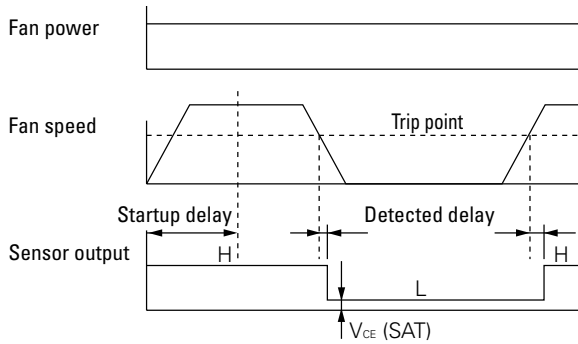 Fan power
Fan speed
Trip point
Startup delay
Detected delay
Sensor output
H
L
H
VCE (SAT)